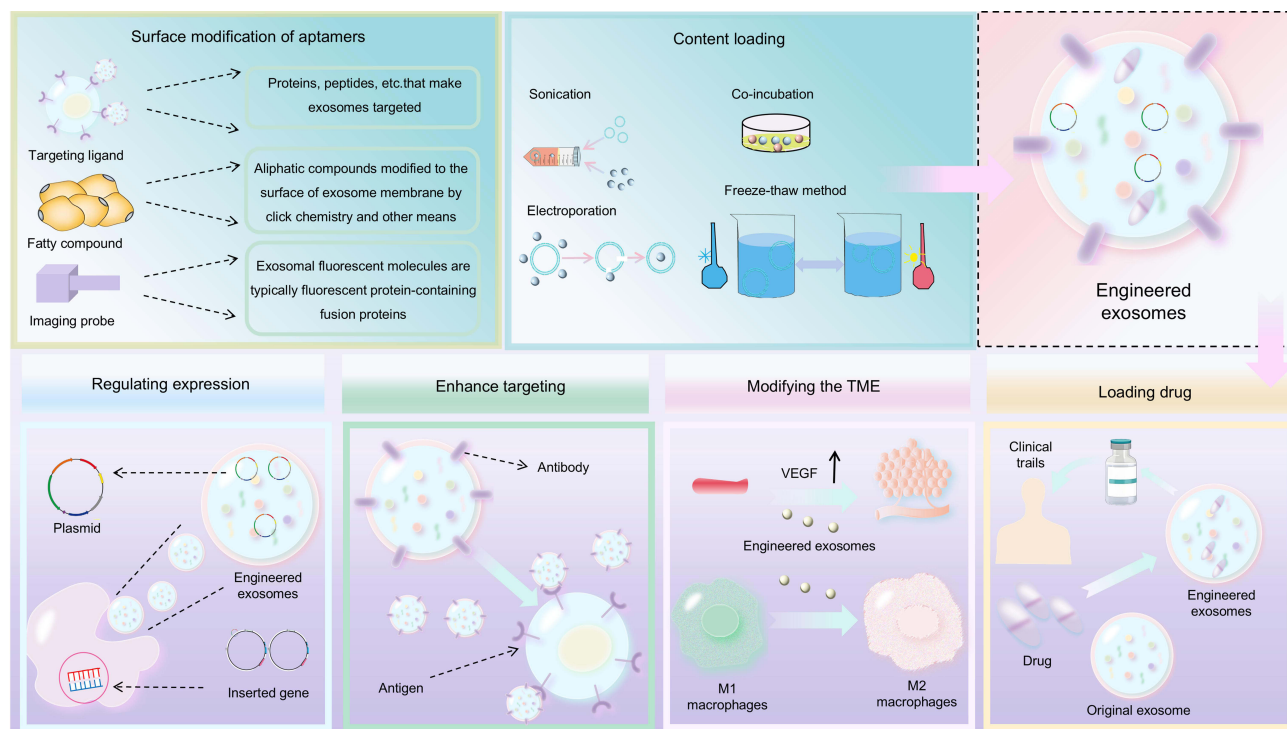 Surface modification of aptamers
Proteins, peptides, etc.that make
exosomes targeted
Targeting ligand
Aliphatic compounds modified to the
surface of exosome membrane by
click chemistry and other means
Fatty compound
Exosomal fluorescent molecules are
typically fluorescent protein-containing
fusion proteins
Imaging probe
Content loading
Sonication
Co-incubation
Electroporation
Freeze-thaw method
Engineered
exosomes
Regulating expression
Plasmid
Engineered
exosomes
Inserted gene
Enhance targeting
Antibody
Antigen
Modifying the TME
VEGF
Engineered exosomes
M1
macrophages
M2
macrophages
Loading drug
Clinical
trails
Engineered
exosomes
Drug
Original exosome